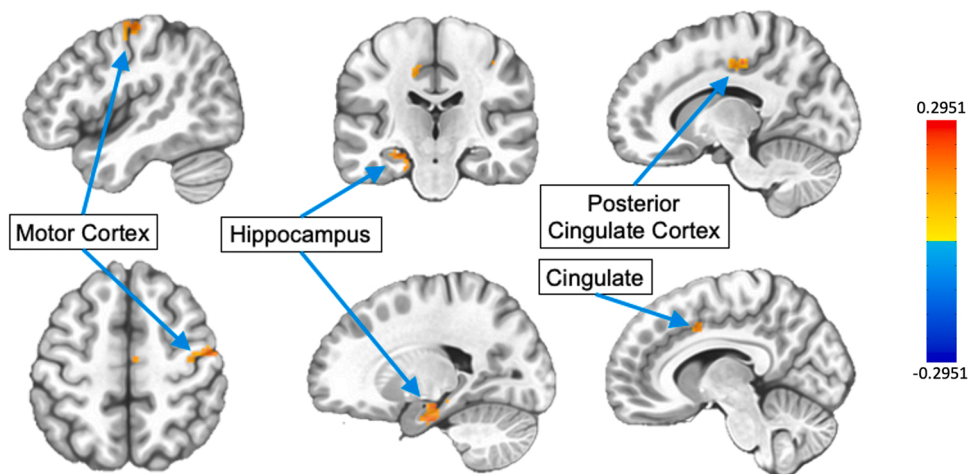 0.2951
Motor Cortex
Hippocampus
Posterior
Cingulate Cortex
Cingulate
-0.2951